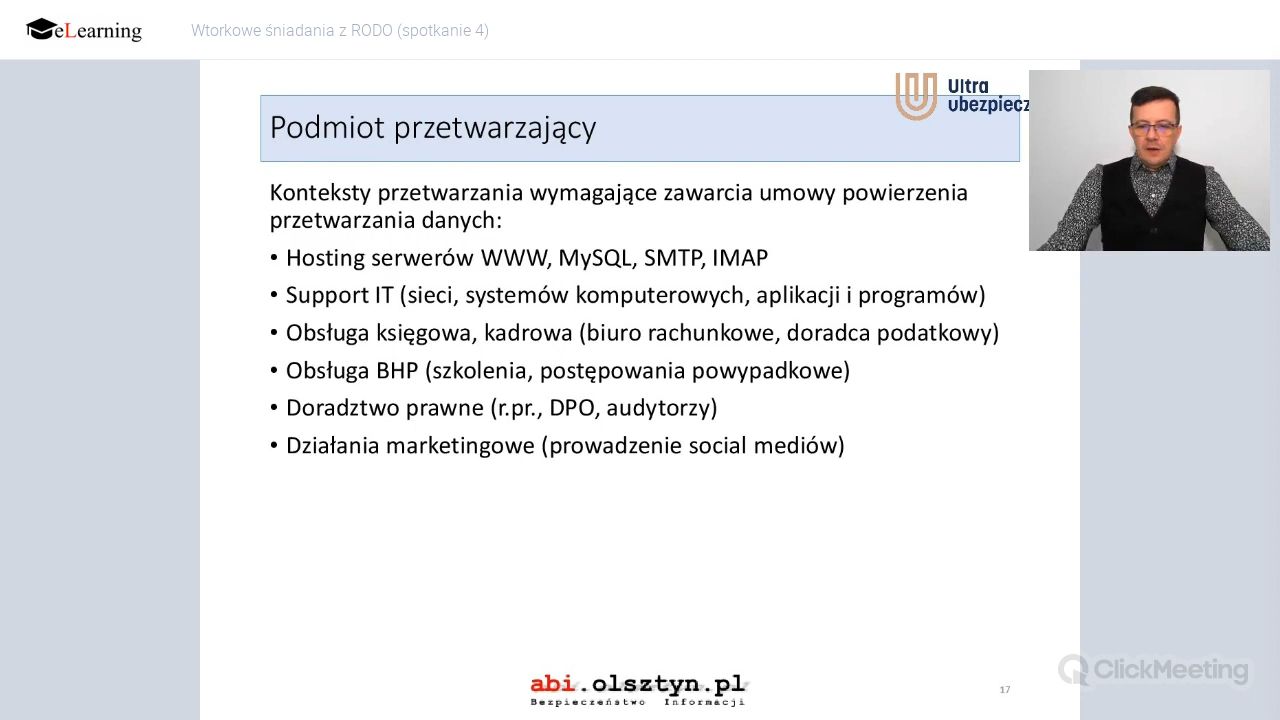 eLearning
Wtorkowe śniadania z RODO (spotkanie 4)
Ultra
ubezpiecz
Podmiot przetwarzający
Konteksty przetwarzania wymagające zawarcia umowy powierzenia
przetwarzania danych:
• Hosting serwerów WWW, MySQL, SMTP, IMAP
• Support IT (sieci, systemów komputerowych, aplikacji i programów)
• Obsługa księgowa, kadrowa (biuro rachunkowe, doradca podatkowy)
• Obsługa BHP (szkolenia, postępowania powypadkowe)
• Doradztwo prawne (r.pr., DPO, audytorzy)
• Działania marketingowe (prowadzenie social mediów)
abi.olsztyn.pl
Bezpieczeństwo Informacji
17
ClickMeeting